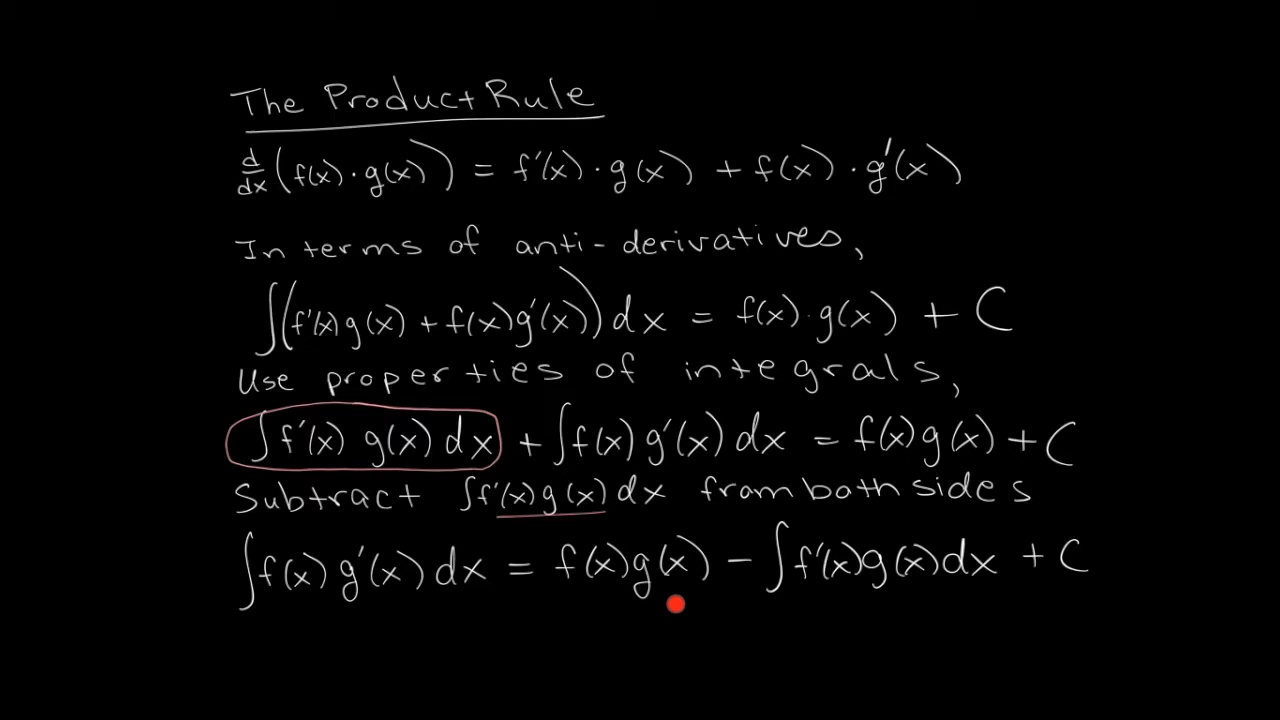 The Product Rule
d/dx (f(x) · g(x)) = f'(x) · g(x) + f(x) · g'(x)
In terms of anti-derivatives,
∫(f'(x)g(x) + f(x)g'(x)) dx = f(x) · g(x) + C
Use properties of integrals,
∫f'(x) g(x) dx + ∫f(x) g'(x) dx = f(x)g(x) + C
Subtract ∫f'(x)g(x) dx from both sides
∫f(x) g'(x) dx = f(x)g(x) - ∫f'(x)g(x)dx + C